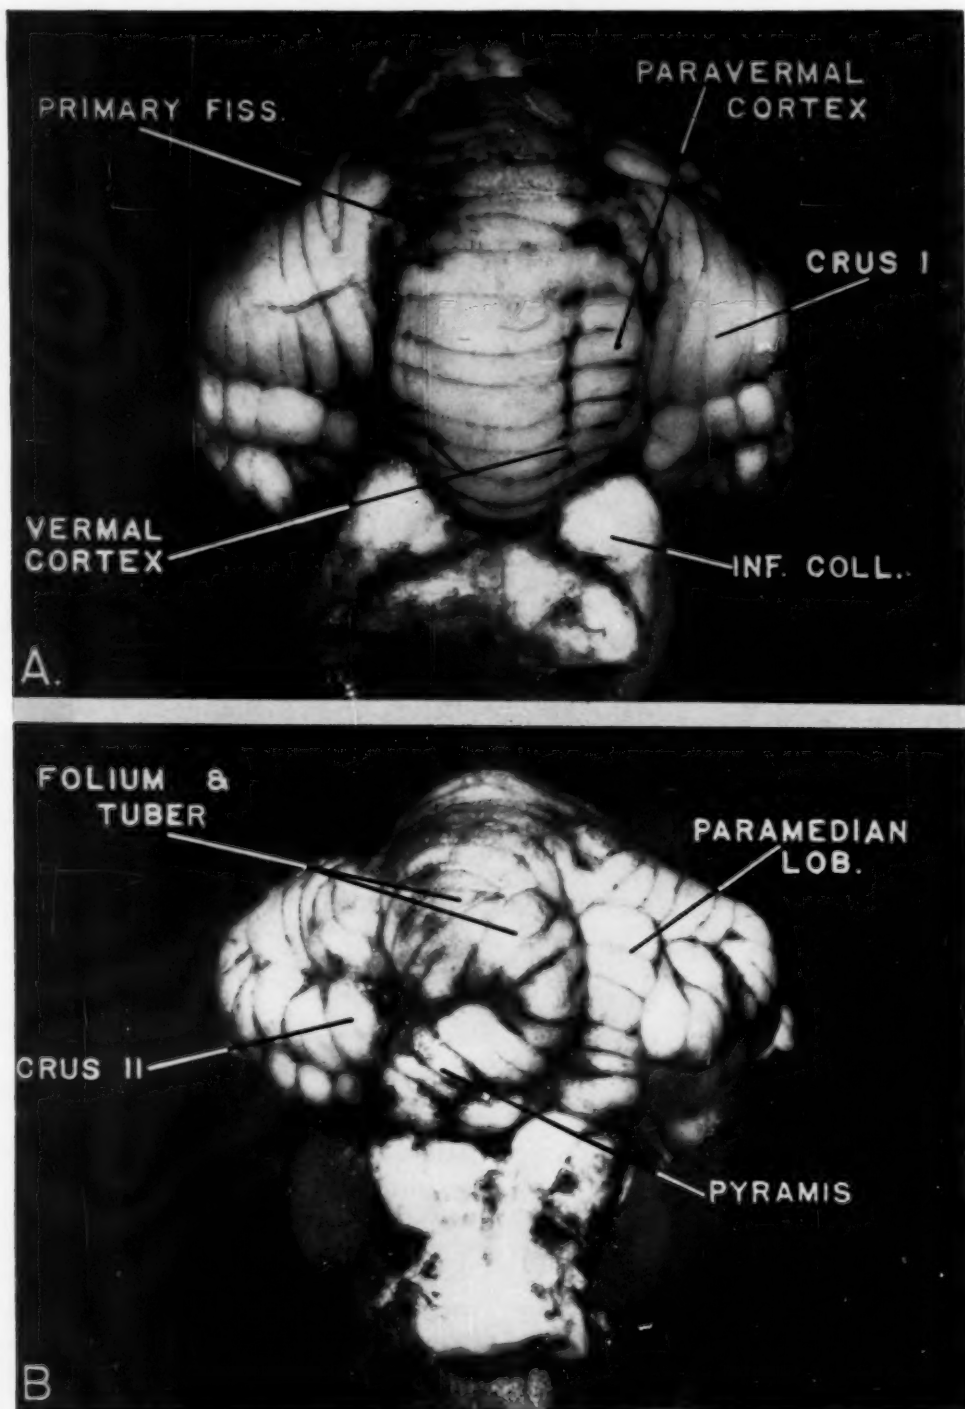 PRIMARY FISS.
PARAVERMAL
CORTEX
CRUS I
VERMAL
CORTEX
INF. COLL.
A.
FOLIUM &
TUBER
PARAMEDIAN
LOB.
CRUS II
PYRAMIS
B